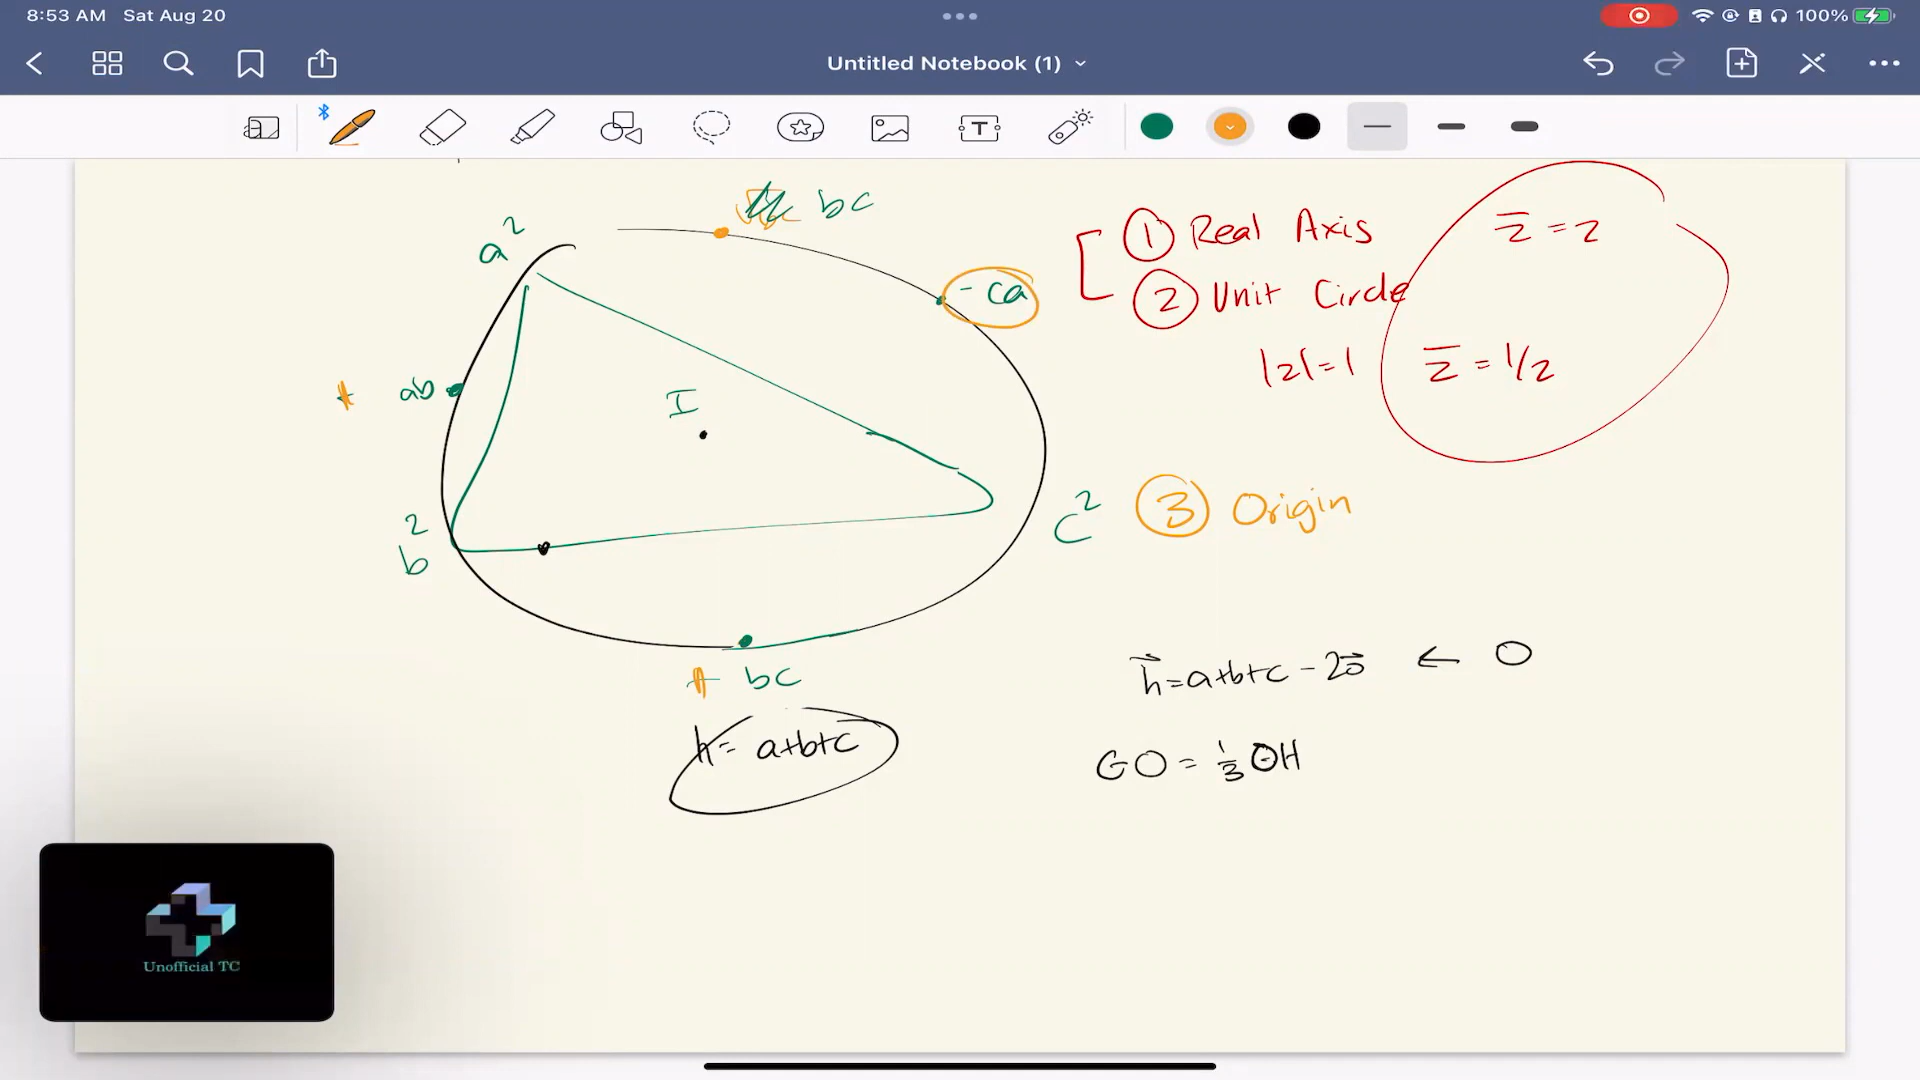 8:53 AM Sat Aug 20
100%
Untitled Notebook (1)
a²
bc
-ca
ab
I
b²
c²
bc
h = a+b+c
① Real Axis
② Unit Circle
z̅ = z
|z|=1
z̅ = 1/z
③ Origin
h⃗ = a+b+c - 2o⃗ ← O
GO = 1/3 OH
Unofficial TC